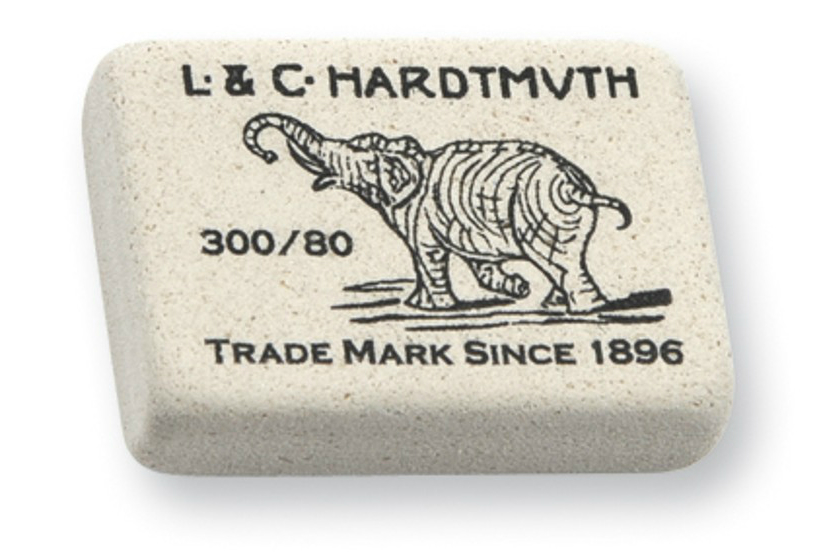 L. & C. HARDTMVTH
300/80
TRADE MARK SINCE 1896